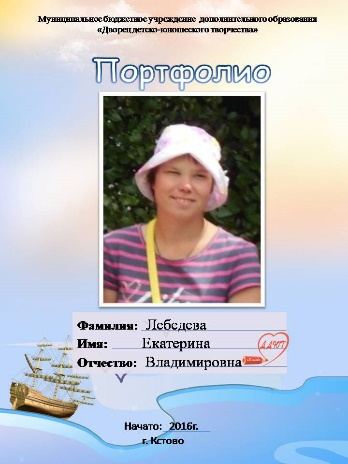 Муниципальное бюджетное учреждение дополнительного образования
«Дворец детско-юношеского творчества»
Портфолио
Фамилия: Лебедева
Имя: Екатерина
Отчество: Владимировна
ДДЮТ
Начато: 2016г.
г. Кстово